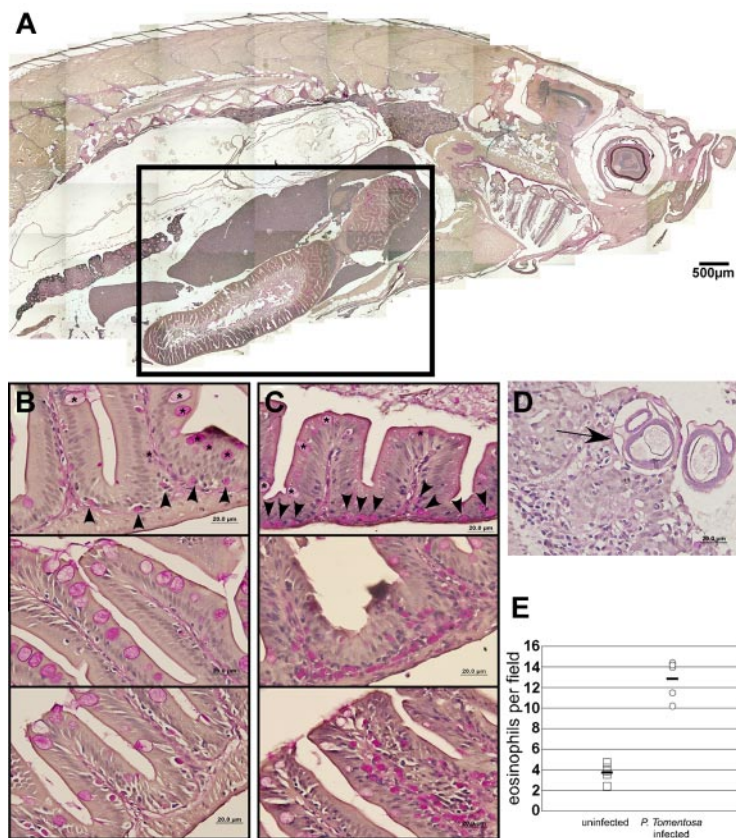 A
500µm
B
20.0 µm
20.0 µm
20.0 µm
C
20.0 µm
20.0 µm
D
20.0 µm
E
eosinophils per field
16
14
12
10
8
6
4
2
0
uninfected
P. Tomentosa
infected